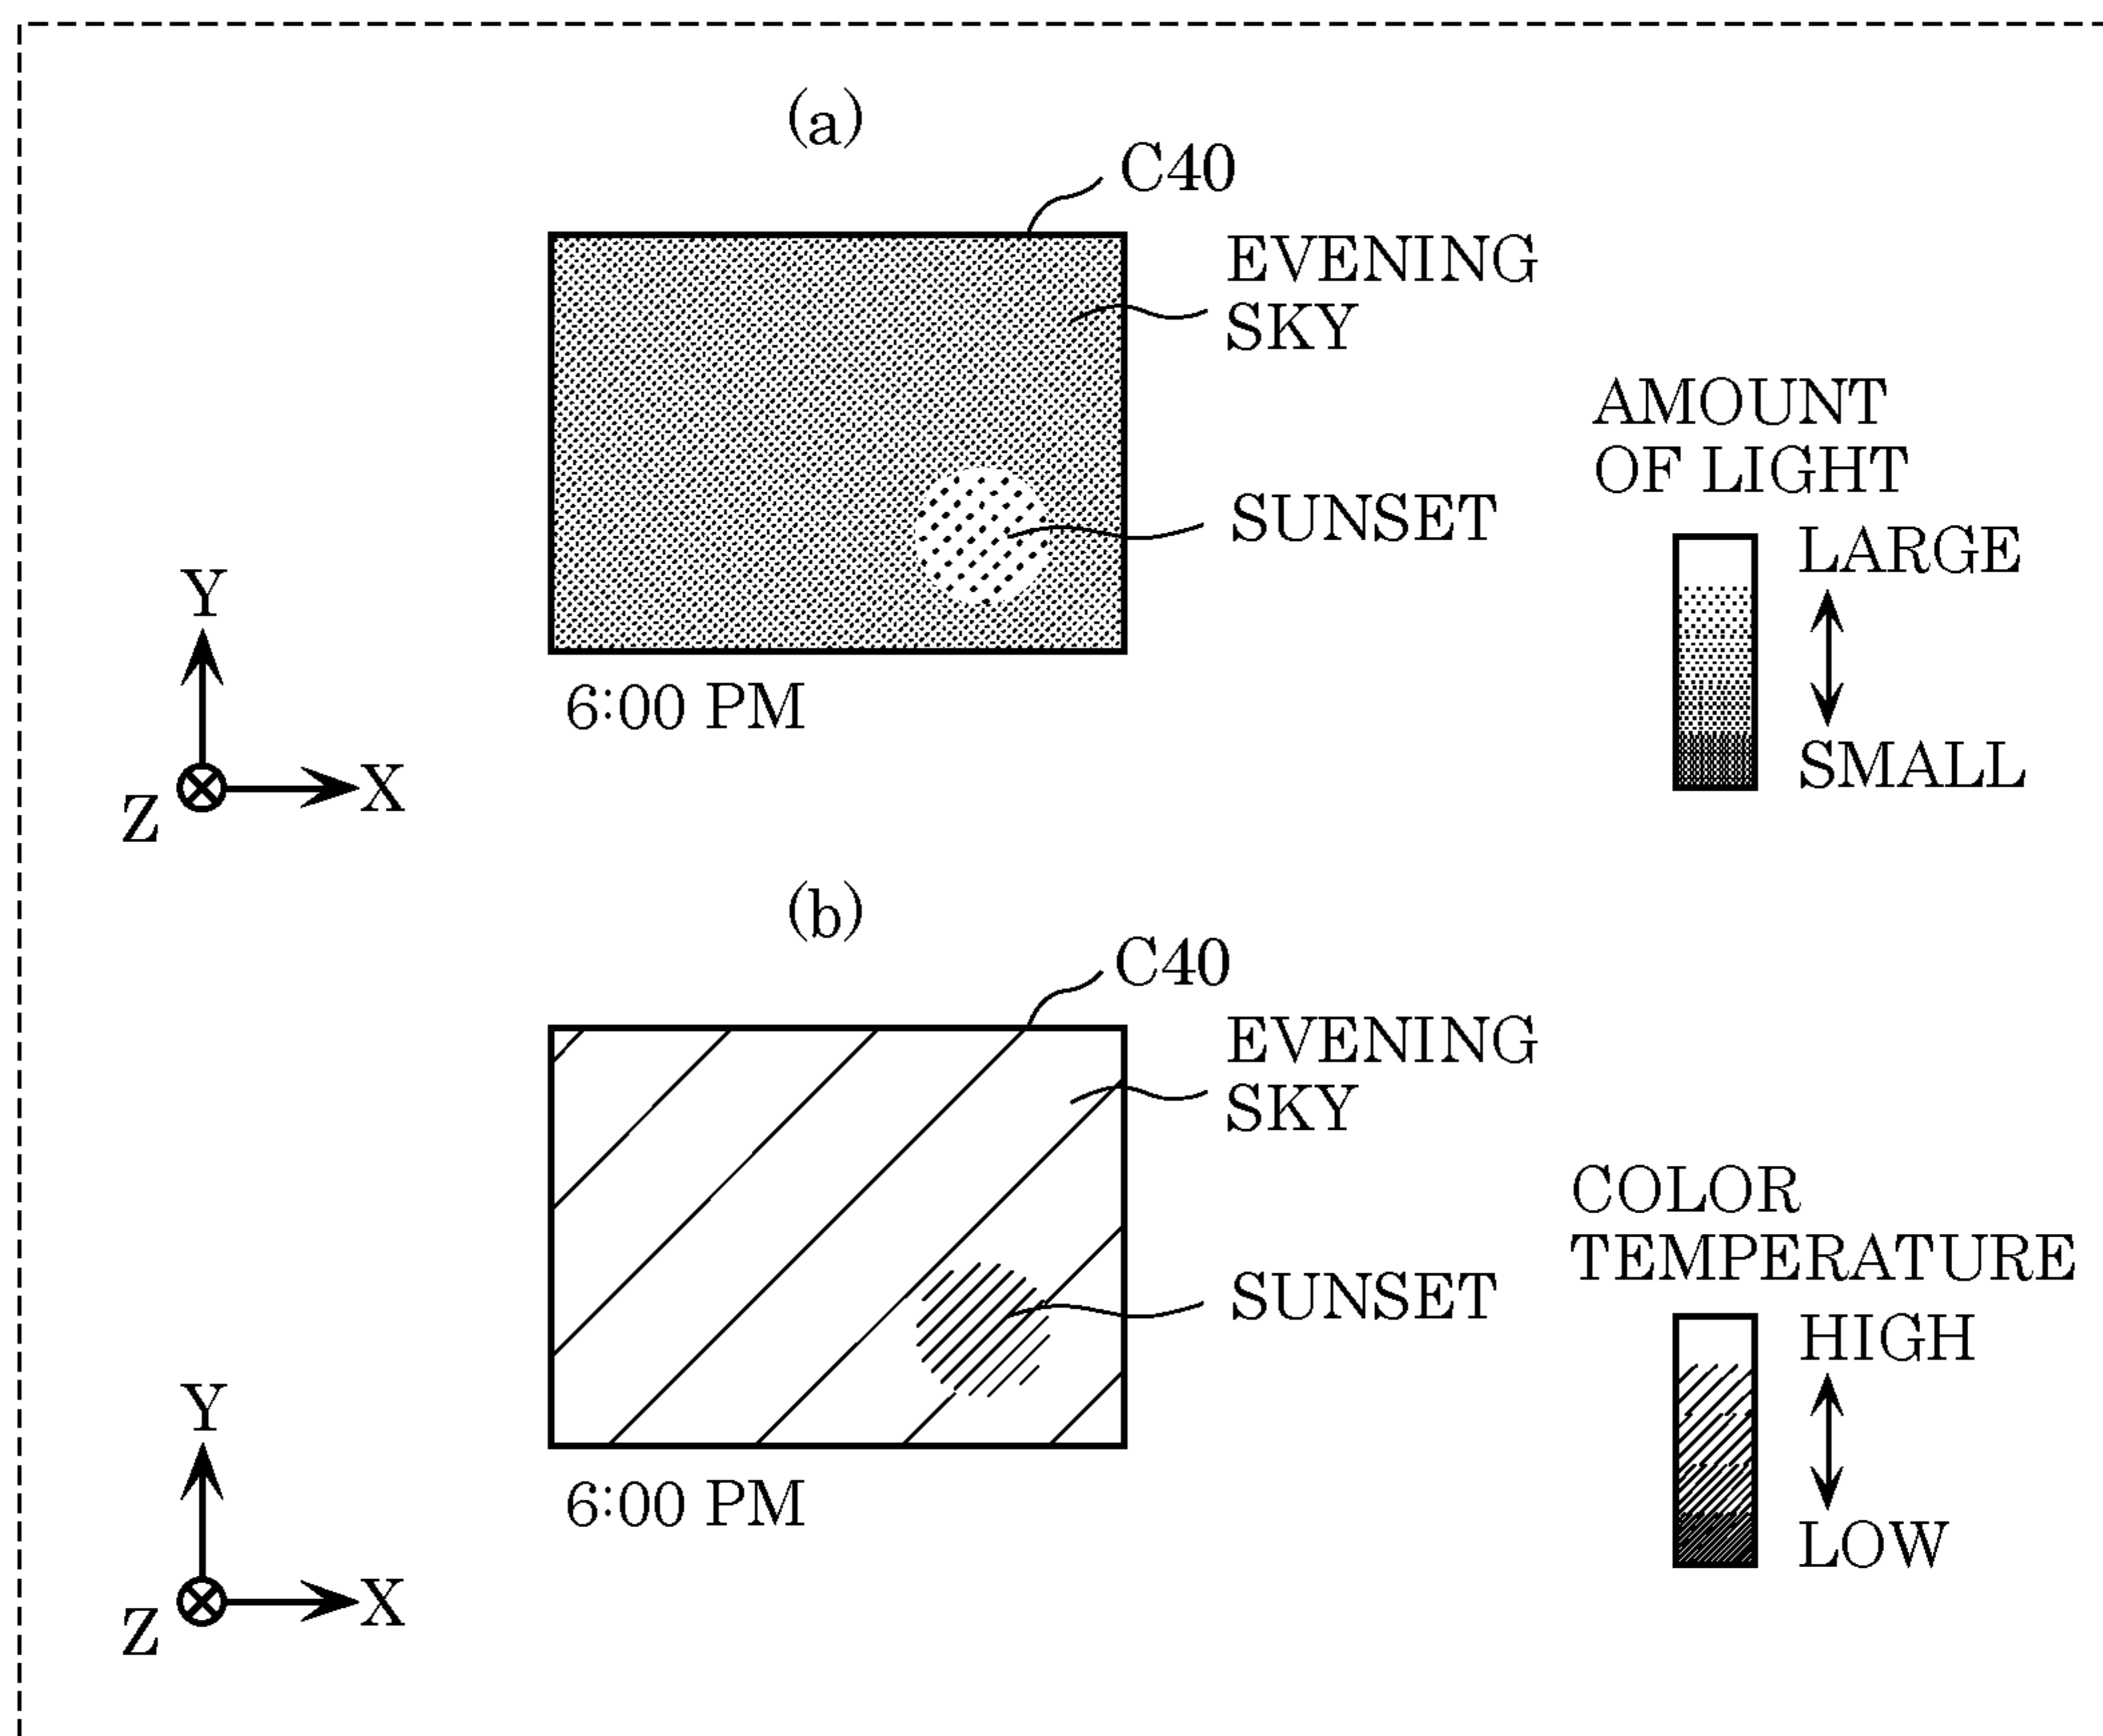 (a)
C40
EVENING
SKY
SUNSET
AMOUNT
OF LIGHT
LARGE
SMALL
6:00 PM
Y
X
Z
(b)
C40
EVENING
SKY
SUNSET
COLOR
TEMPERATURE
HIGH
LOW
6:00 PM
Y
X
Z